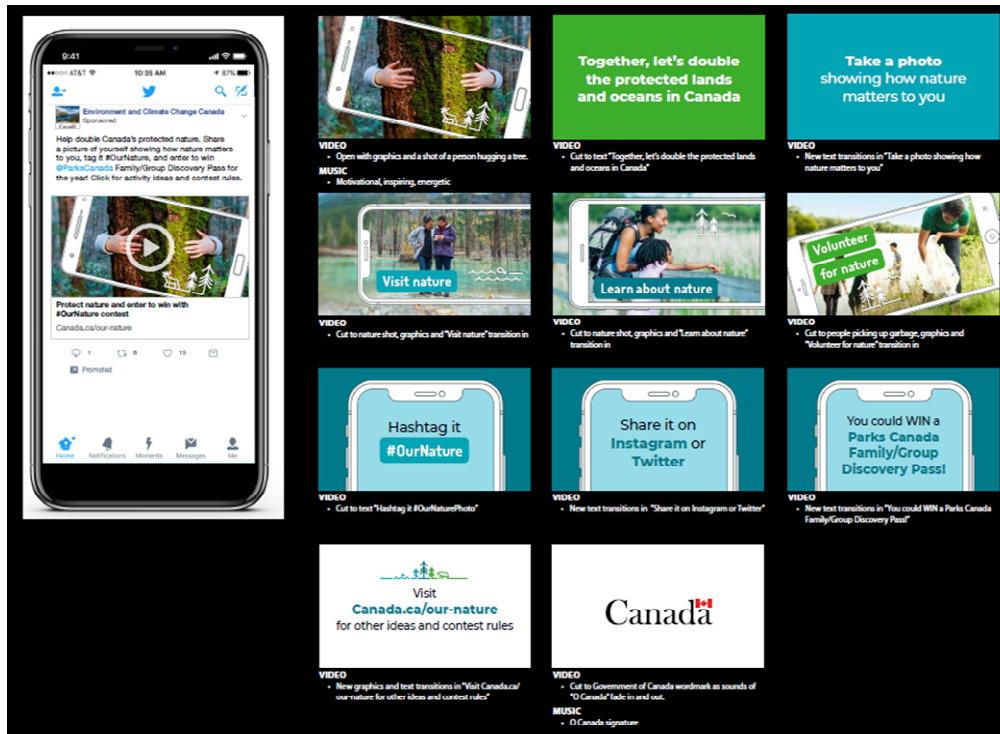 9:41
AT&T
10:35 AM
87%
Environment and Climate Change Canada
Sponsored
Help double Canada's protected nature. Share
a picture of yourself showing how nature matters
to you, tag it #OurNature, and enter to win
@ParksCanada Family/Group Discovery Pass for
the year! Click for activity ideas and contest rules.
Protect nature and enter to win with
#OurNature contest
Canada.ca/our-nature
1
8
15
Promoted
Home
Notifications
Moments
Messages
Me
VIDEO
• Open with graphics and a shot of a person hugging a tree.
MUSIC
• Motivational, inspiring, energetic
Together, let's double
the protected lands
and oceans in Canada
VIDEO
• Cut to text "Together, let's double the protected lands
and oceans in Canada"
Take a photo
showing how nature
matters to you
VIDEO
• New text transitions in "Take a photo showing how
nature matters to you"
Visit nature
VIDEO
• Cut to nature shot, graphics and "Visit nature" transition in
Learn about nature
VIDEO
• Cut to nature shot, graphics and "Learn about nature"
transition in
Volunteer
for nature
VIDEO
• Cut to people picking up garbage, graphics and
"Volunteer for nature" transition in
Hashtag it
#OurNature
VIDEO
• Cut to text "Hashtag it #OurNaturePhoto"
Share it on
Instagram or
Twitter
VIDEO
• New text transitions in "Share it on Instagram or Twitter"
You could WIN a
Parks Canada
Family/Group
Discovery Pass!
VIDEO
• New text transitions in "You could WIN a Parks Canada
Family/Group Discovery Pass!"
Visit
Canada.ca/our-nature
for other ideas and contest rules
VIDEO
• New graphics and text transitions in "Visit Canada.ca/
our-nature for other ideas and contest rules"
Canada
VIDEO
• Cut to Government of Canada wordmark as sounds of
"O Canada" fade in and out.
MUSIC
• O Canada signature